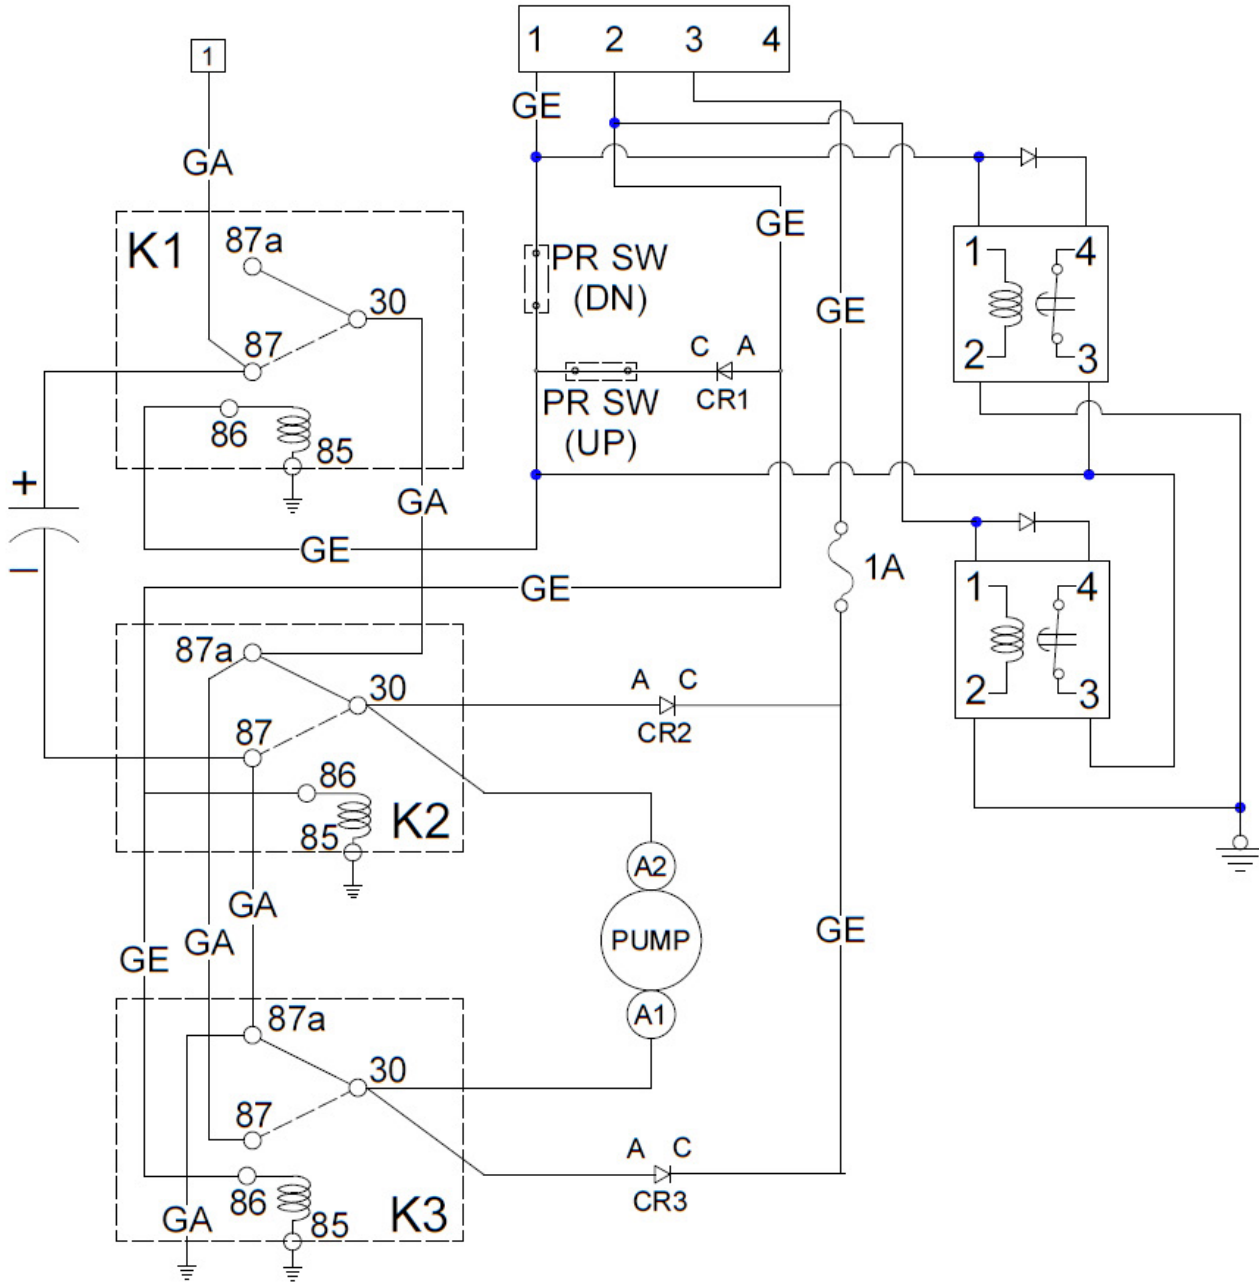 1 2 3 4
1
GE
GA
GE
K1
87a
30
87
86
85
PR SW
(DN)
GE
C A
CR1
PR SW
(UP)
1 4
2 3
+
–
GA
GE
GE
1A
1 4
2 3
87a
30
87
86
85
K2
A C
CR2
A2
PUMP
A1
GA
GA
GE
GE
87a
30
87
86
85
GA
K3
A C
CR3